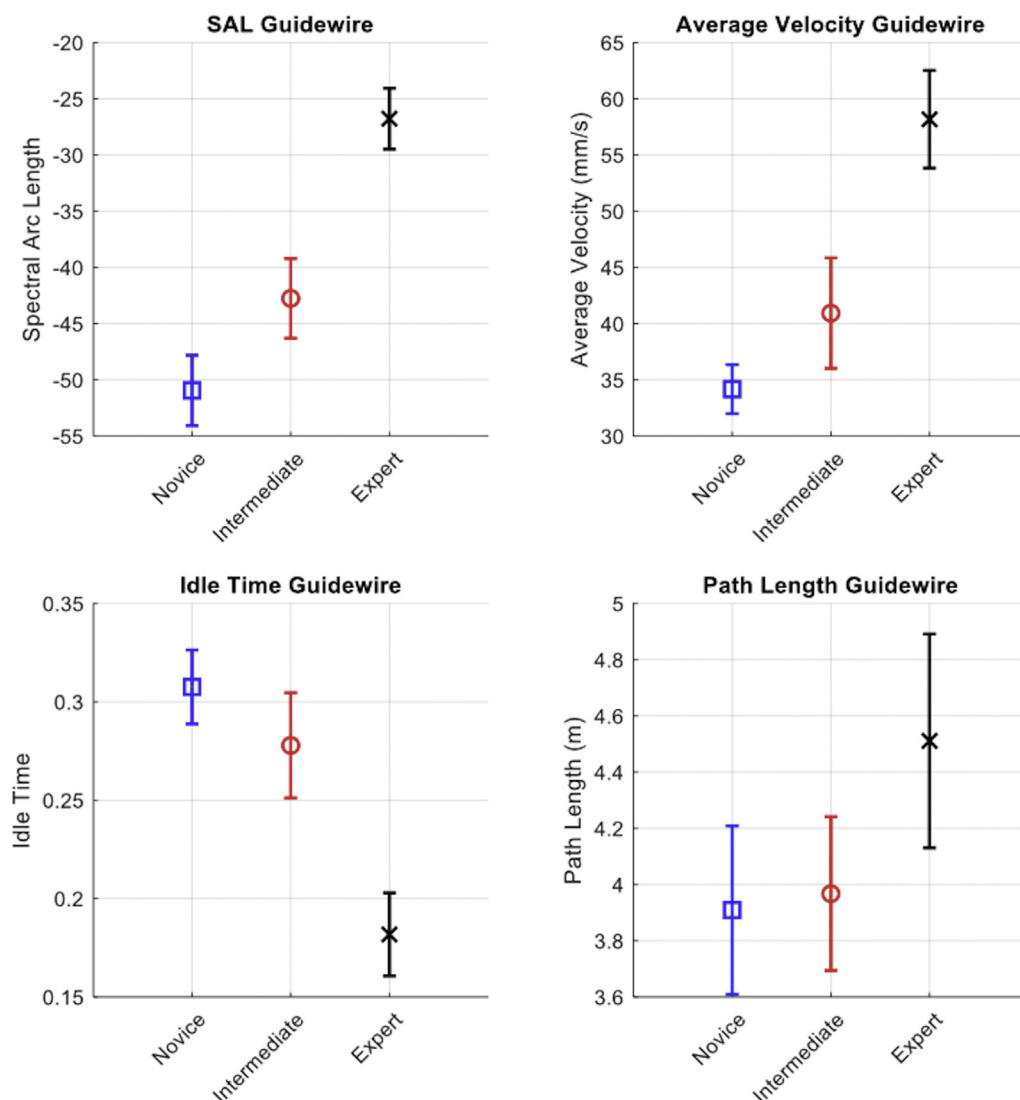 SAL Guidewire
Spectral Arc Length
-20
-25
-30
-35
-40
-45
-50
-55
Novice
Intermediate
Expert
Average Velocity Guidewire
Average Velocity (mm/s)
65
60
55
50
45
40
35
30
Novice
Intermediate
Expert
Idle Time Guidewire
Idle Time
0.35
0.3
0.25
0.2
0.15
Novice
Intermediate
Expert
Path Length Guidewire
Path Length (m)
5
4.8
4.6
4.4
4.2
4
3.8
3.6
Novice
Intermediate
Expert